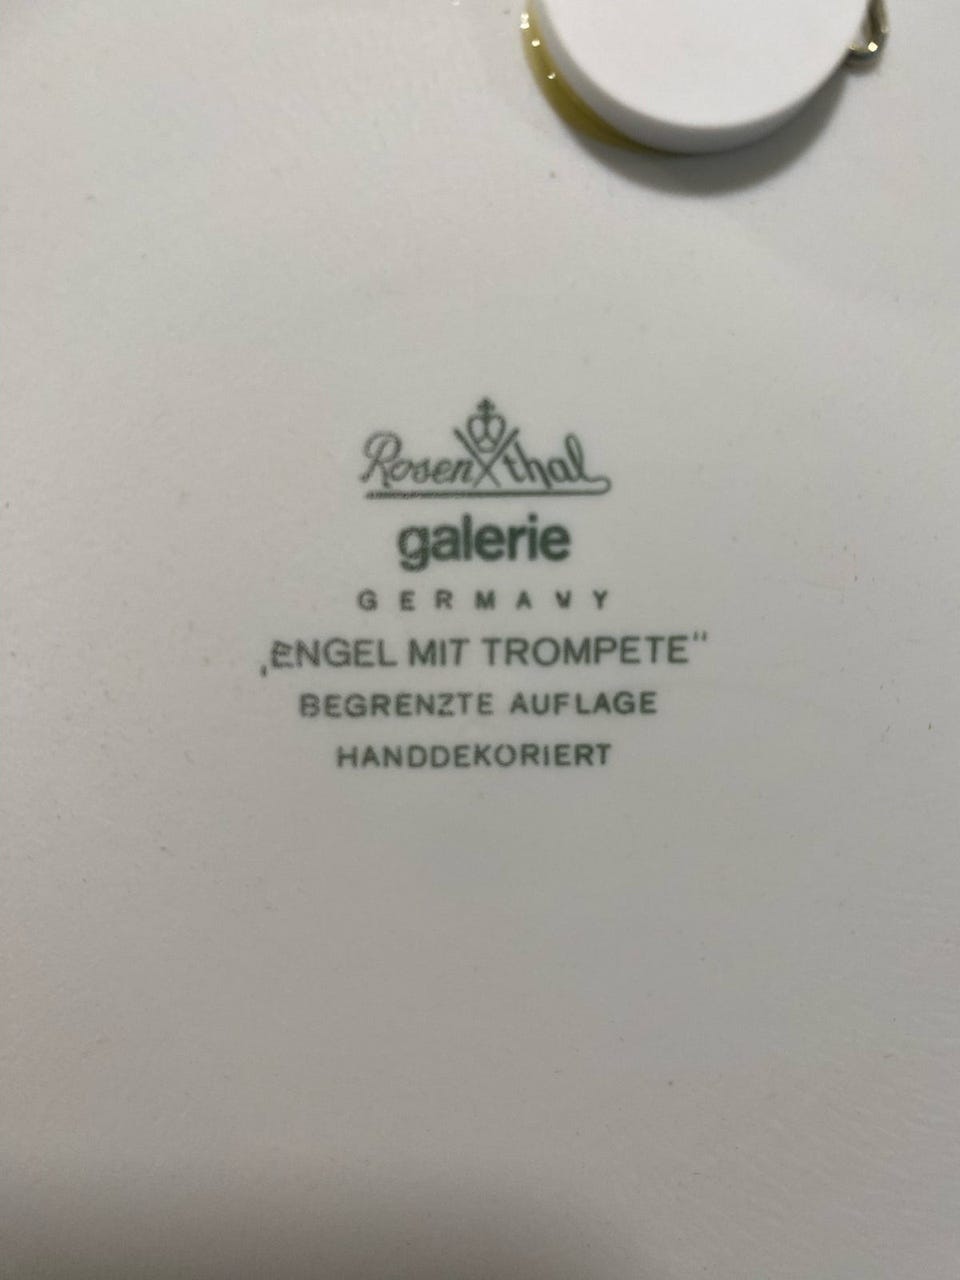 Rosenthal
galerie
GERMANY
„ENGEL MIT TROMPETE“
BEGRENZTE AUFLAGE
HANDDEKORIERT